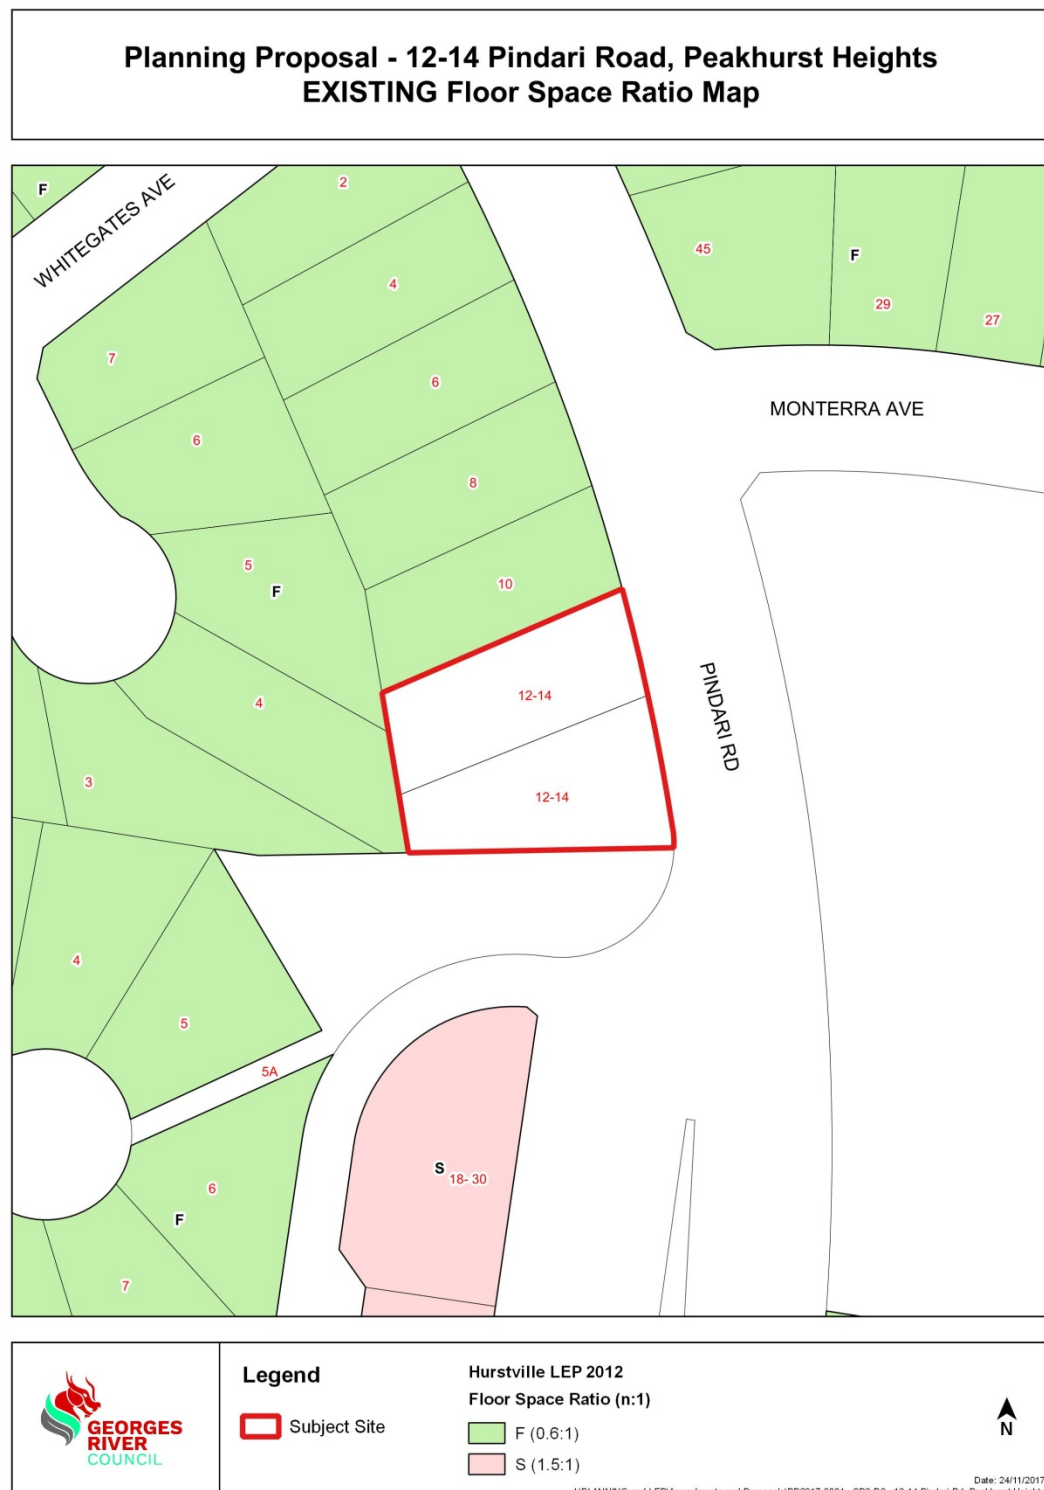 Planning Proposal - 12-14 Pindari Road, Peakhurst Heights
EXISTING Floor Space Ratio Map
F
WHITEGATES AVE
2
45
F
4
29
27
7
6
MONTERRA AVE
6
8
5
F
10
12-14
PINDARI RD
4
3
12-14
4
5
5A
S
18- 30
6
F
7
GEORGES
RIVER
COUNCIL
Legend
Subject Site
Hurstville LEP 2012
Floor Space Ratio (n:1)
F (0.6:1)
S (1.5:1)
N
Date: 24/11/2017